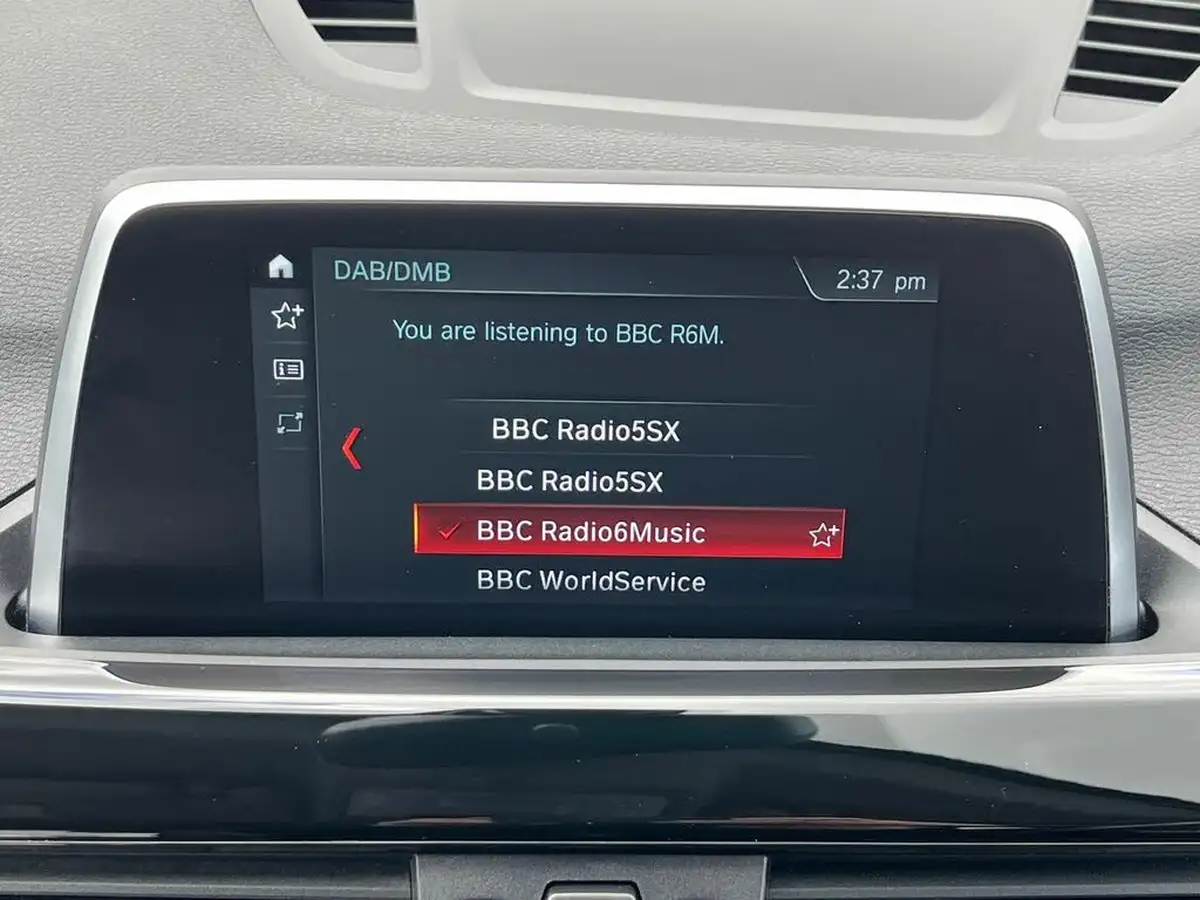 DAB/DMB
2:37 pm
You are listening to BBC R6M.
BBC Radio5SX
BBC Radio5SX
BBC Radio6Music
BBC WorldService